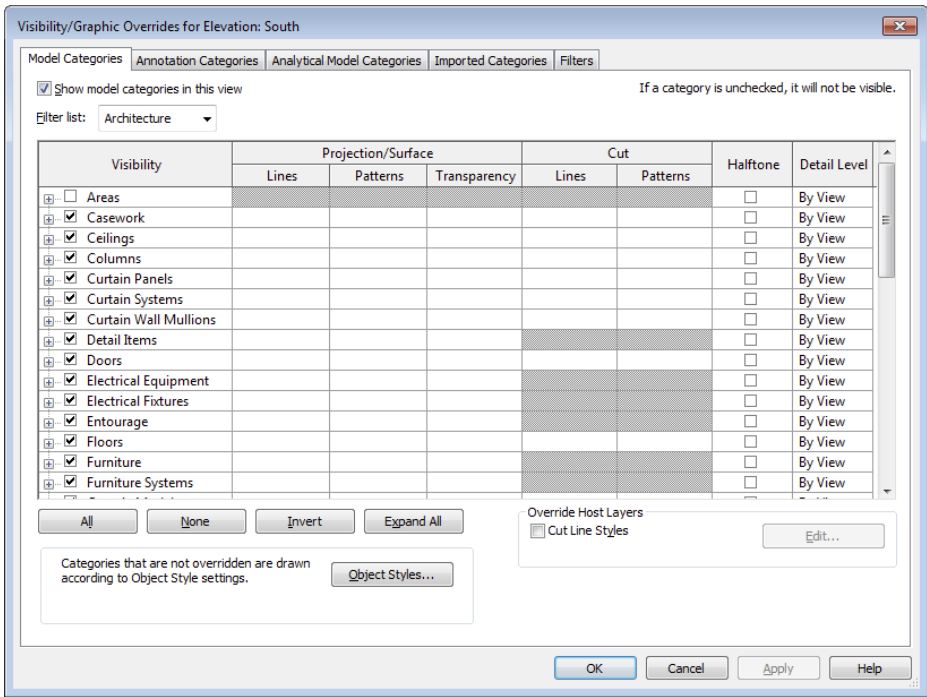 Visibility/Graphic Overrides for Elevation: South
Model Categories Annotation Categories Analytical Model Categories Imported Categories Filters
Show model categories in this view If a category is unchecked, it will not be visible.
Filter list: Architecture
Visibility Projection/Surface Cut Halftone Detail Level
Lines Patterns Transparency Lines Patterns
Areas By View
Casework By View
Ceilings By View
Columns By View
Curtain Panels By View
Curtain Systems By View
Curtain Wall Mullions By View
Detail Items By View
Doors By View
Electrical Equipment By View
Electrical Fixtures By View
Entourage By View
Floors By View
Furniture By View
Furniture Systems By View
All None Invert Expand All
Override Host Layers
Cut Line Styles Edit...
Categories that are not overridden are drawn
according to Object Style settings.
Object Styles...
OK Cancel Apply Help